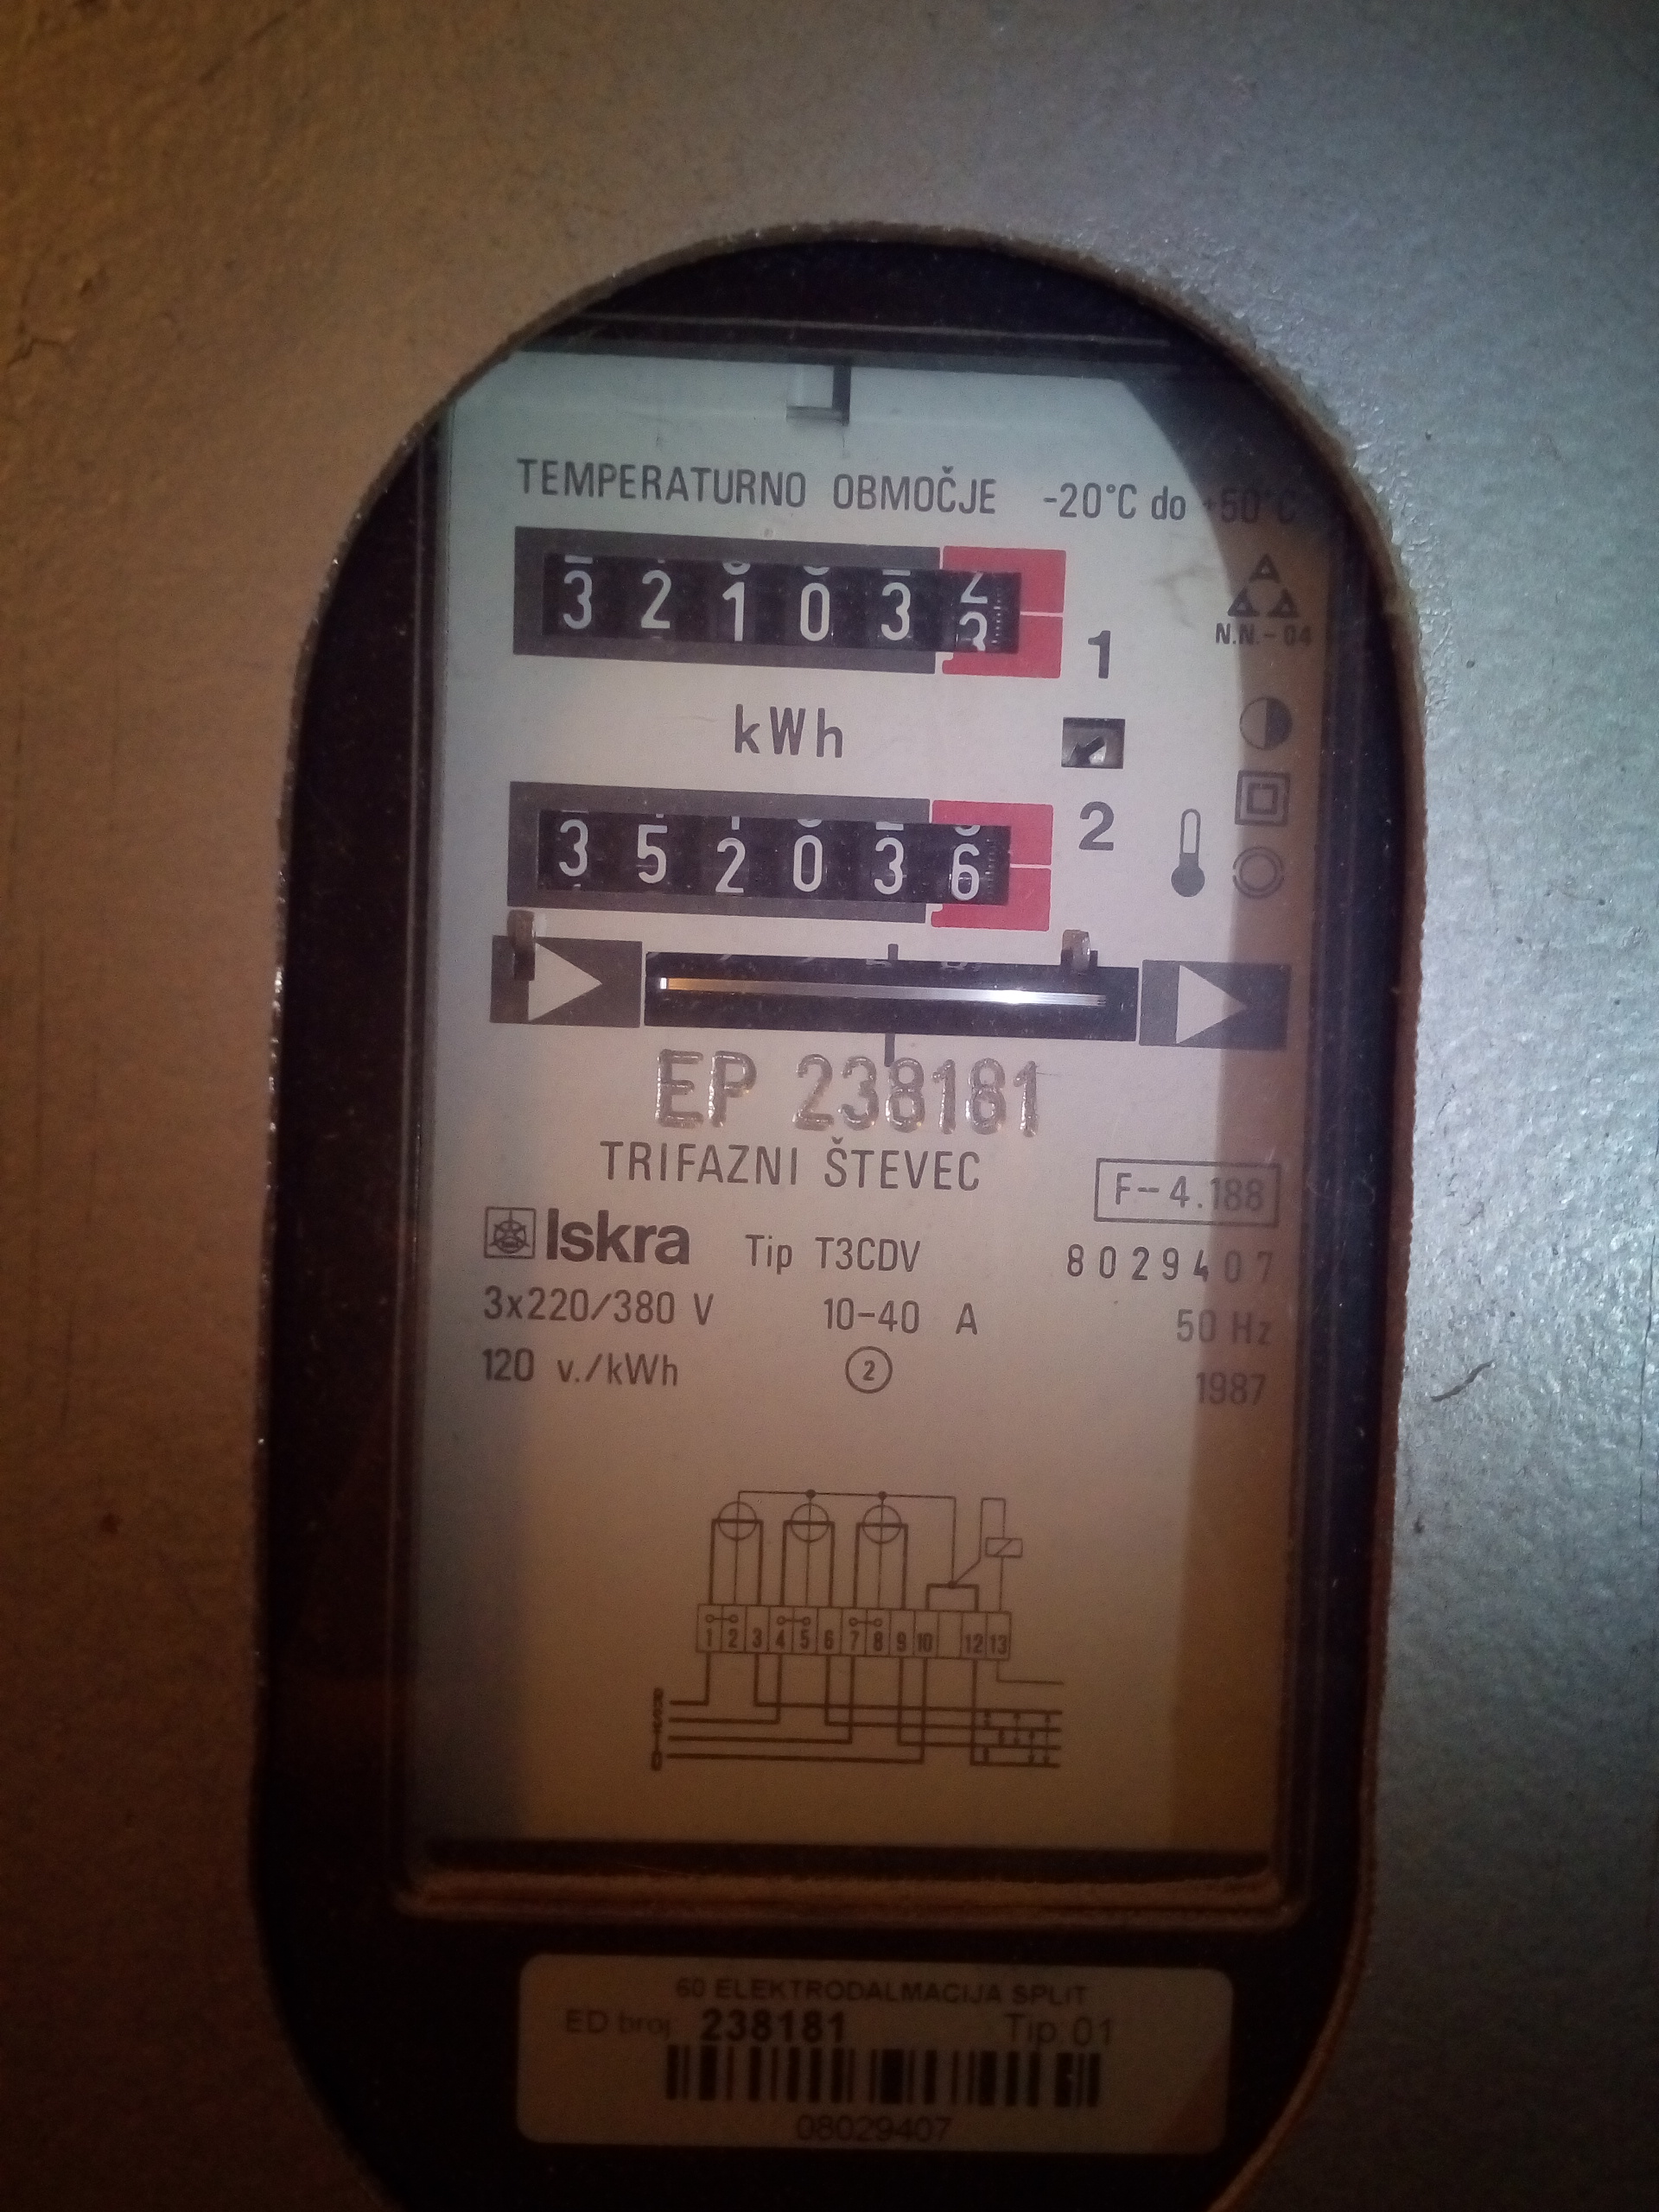 TEMPERATURNO OBMOČJE -20°C do +50°C
3 2 1 0 3 2
3
1
N.N.-04
kWh
2
3 5 2 0 3 6
EP 238181
TRIFAZNI ŠTEVEC
F-4.188
Iskra Tip T3CDV 8029407
3x220/380 V 10-40 A 50 Hz
120 v./kWh 2 1987
1 2 3 4 5 6 7 8 9 10 12 13
60 ELEKTRODALMACIJA SPLIT
ED broj. 238181 Tip 01
08029407